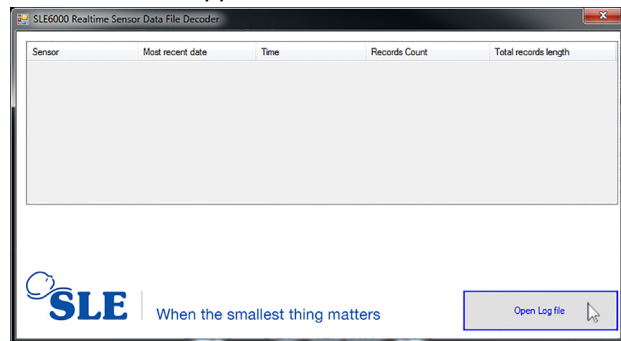 SLE6000 Realtime Sensor Data File Decoder
Sensor Most recent date Time Records Count Total records length
SLE When the smallest thing matters
Open Log file